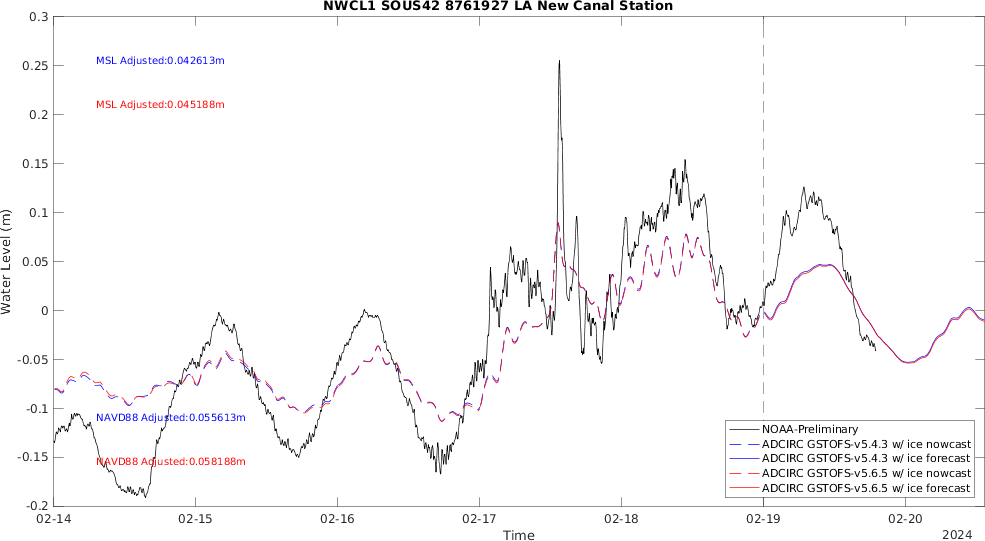 NWCL1 SOUS42 8761927 LA New Canal Station
0.3
0.25
0.2
0.15
0.1
0.05
0
-0.05
-0.1
-0.15
-0.2
Water Level (m)
MSL Adjusted:0.042613m
MSL Adjusted:0.045188m
NAVD88 Adjusted:0.055613m
NAVD88 Adjusted:0.058188m
NOAA-Preliminary
ADCIRC GSTOFS-v5.4.3 w/ ice nowcast
ADCIRC GSTOFS-v5.4.3 w/ ice forecast
ADCIRC GSTOFS-v5.6.5 w/ ice nowcast
ADCIRC GSTOFS-v5.6.5 w/ ice forecast
02-14 02-15 02-16 02-17 02-18 02-19 02-20
Time
2024